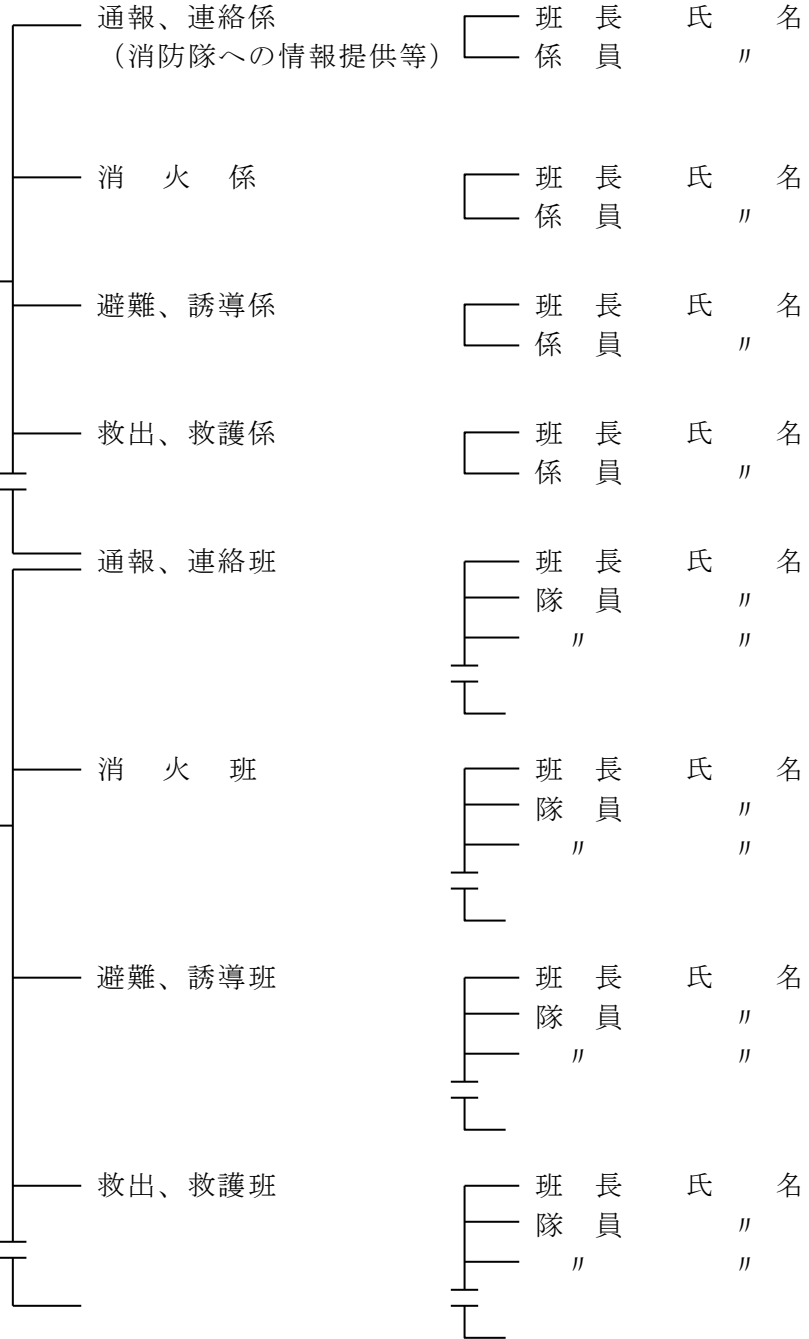 通報、連絡係 班長 氏名
（消防隊への情報提供等） 係員 〃
消火係 班長 氏名
係員 〃
避難、誘導係 班長 氏名
係員 〃
救出、救護係 班長 氏名
係員 〃
通報、連絡班 班長 氏名
隊員 〃
〃 〃
消火班 班長 氏名
隊員 〃
〃 〃
避難、誘導班 班長 氏名
隊員 〃
〃 〃
救出、救護班 班長 氏名
隊員 〃
〃 〃